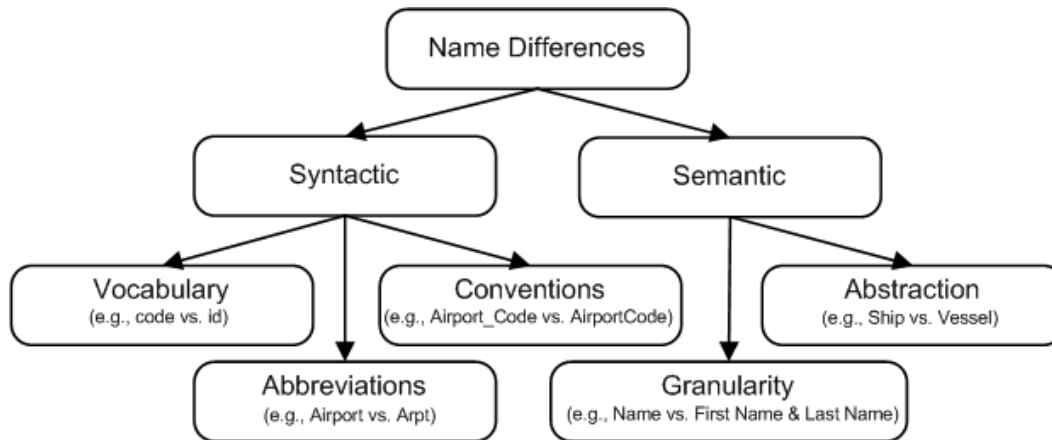 Name Differences
Syntactic
Semantic
Vocabulary
(e.g., code vs. id)
Conventions
(e.g., Airport_Code vs. AirportCode)
Abstraction
(e.g., Ship vs. Vessel)
Abbreviations
(e.g., Airport vs. Arpt)
Granularity
(e.g., Name vs. First Name & Last Name)